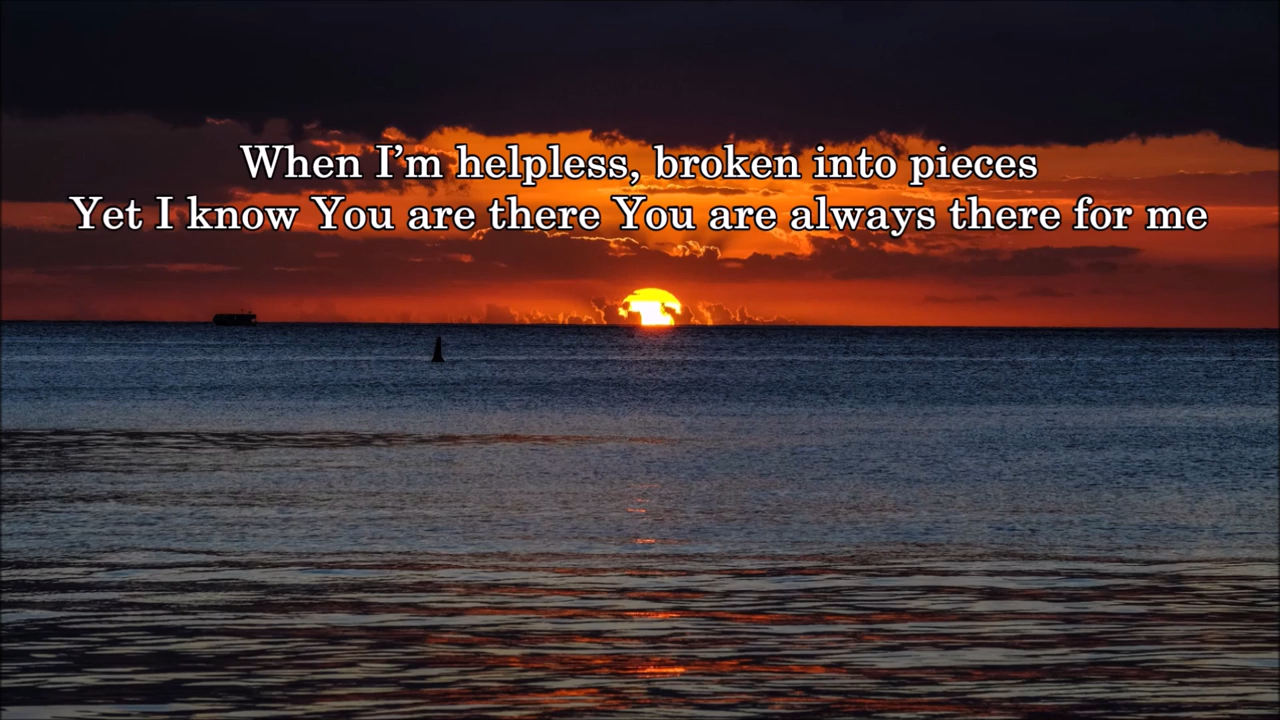 When I’m helpless, broken into pieces
Yet I know You are there You are always there for me